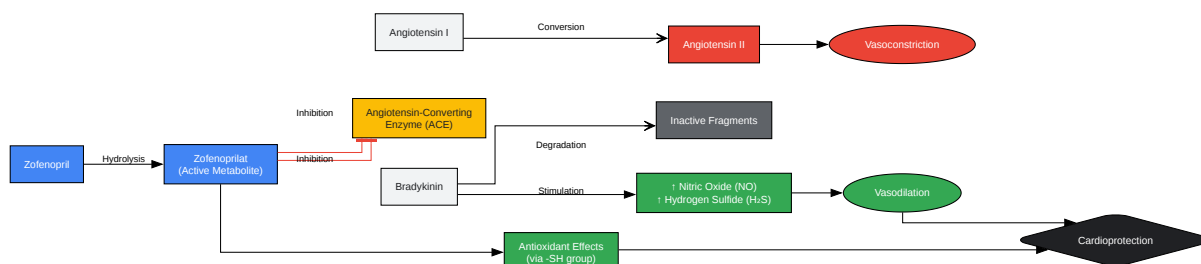 Angiotensin I
Conversion
Angiotensin II
Vasoconstriction
Inhibition
Angiotensin-Converting
Enzyme (ACE)
Inactive Fragments
Degradation
Zofenopril
Hydrolysis
Zofenoprilat
(Active Metabolite)
Inhibition
Bradykinin
Stimulation
↑ Nitric Oxide (NO)
↑ Hydrogen Sulfide (H₂S)
Vasodilation
Cardioprotection
Antioxidant Effects
(via -SH group)